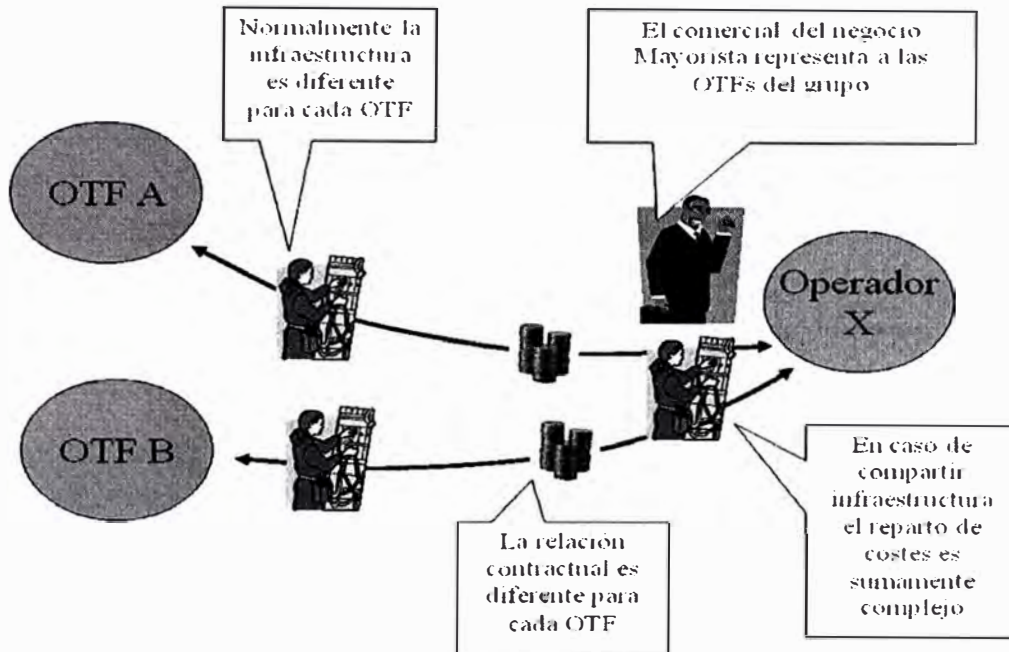 Normalmente la
infraestructura
es diferente
para cada OTF
El comercial del negocio
Mayorista representa a las
OTFs del grupo
OTF A
Operador
X
OTF B
En caso de
compartir
infraestructura
el reparto de
costes es
sumamente
complejo
La relación
contractual es
diferente para
cada OTF